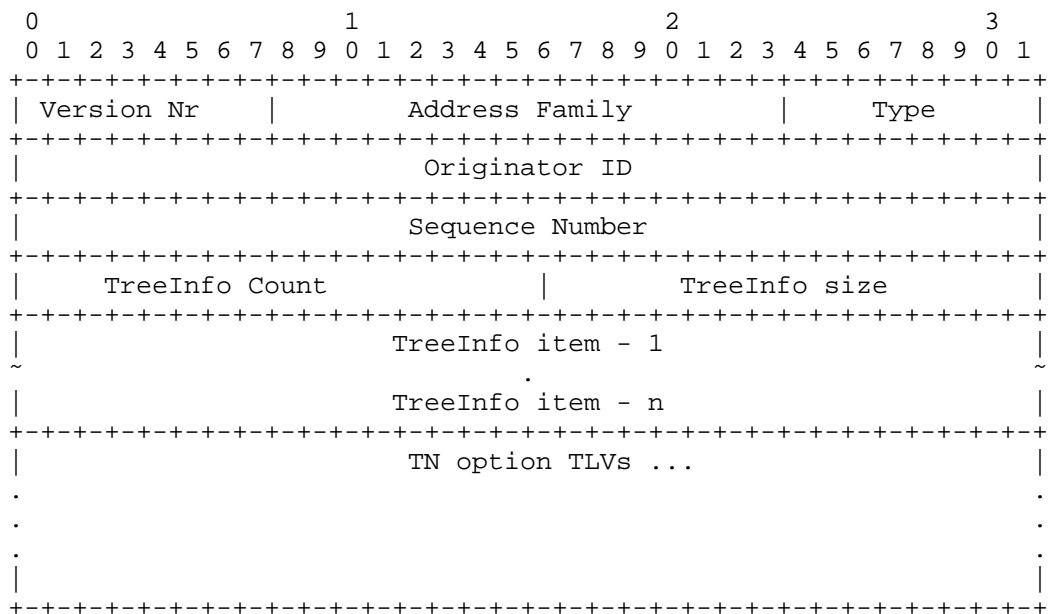 0                   1                   2                   3
 0 1 2 3 4 5 6 7 8 9 0 1 2 3 4 5 6 7 8 9 0 1 2 3 4 5 6 7 8 9 0 1
+-+-+-+-+-+-+-+-+-+-+-+-+-+-+-+-+-+-+-+-+-+-+-+-+-+-+-+-+-+-+-+-+
| Version Nr    |        Address Family         |     Type      |
+-+-+-+-+-+-+-+-+-+-+-+-+-+-+-+-+-+-+-+-+-+-+-+-+-+-+-+-+-+-+-+-+
|                         Originator ID                         |
+-+-+-+-+-+-+-+-+-+-+-+-+-+-+-+-+-+-+-+-+-+-+-+-+-+-+-+-+-+-+-+-+
|                        Sequence Number                        |
+-+-+-+-+-+-+-+-+-+-+-+-+-+-+-+-+-+-+-+-+-+-+-+-+-+-+-+-+-+-+-+-+
|     TreeInfo Count             |        TreeInfo size         |
+-+-+-+-+-+-+-+-+-+-+-+-+-+-+-+-+-+-+-+-+-+-+-+-+-+-+-+-+-+-+-+-+
|                       TreeInfo item - 1                       |
~                               .                               ~
|                       TreeInfo item - n                       |
+-+-+-+-+-+-+-+-+-+-+-+-+-+-+-+-+-+-+-+-+-+-+-+-+-+-+-+-+-+-+-+-+
|                        TN option TLVs ...                     |
.                                                               .
.                                                               .
.                                                               .
|                                                               |
+-+-+-+-+-+-+-+-+-+-+-+-+-+-+-+-+-+-+-+-+-+-+-+-+-+-+-+-+-+-+-+-+